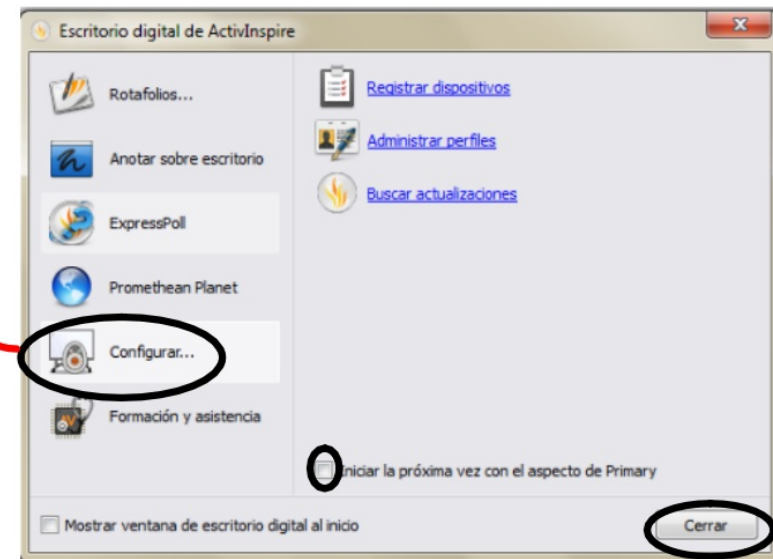 Escritorio digital de ActivInspire
Rotafolios...
Anotar sobre escritorio
ExpressPoll
Promethean Planet
Configurar...
Formación y asistencia
Registrar dispositivos
Administrar perfiles
Buscar actualizaciones
Iniciar la próxima vez con el aspecto de Primary
Mostrar ventana de escritorio digital al inicio
Cerrar